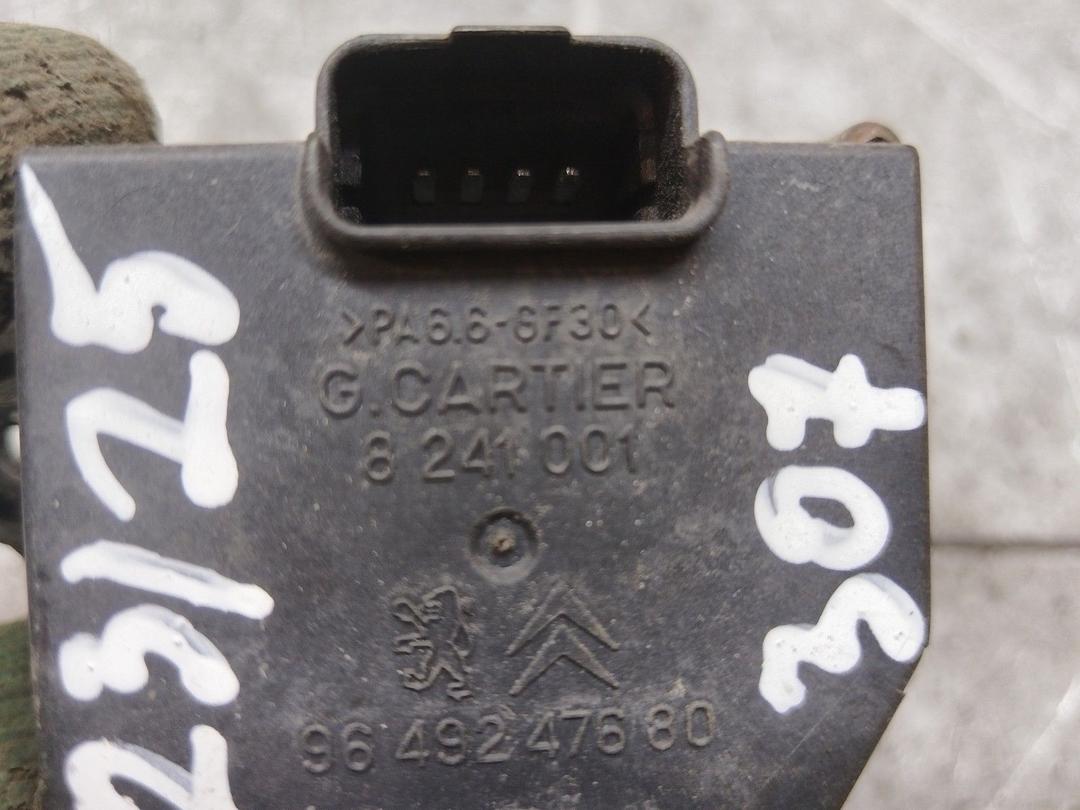 >PA6.6-GF30<
G.CARTIER
8 241 001
96 492 476 80
307